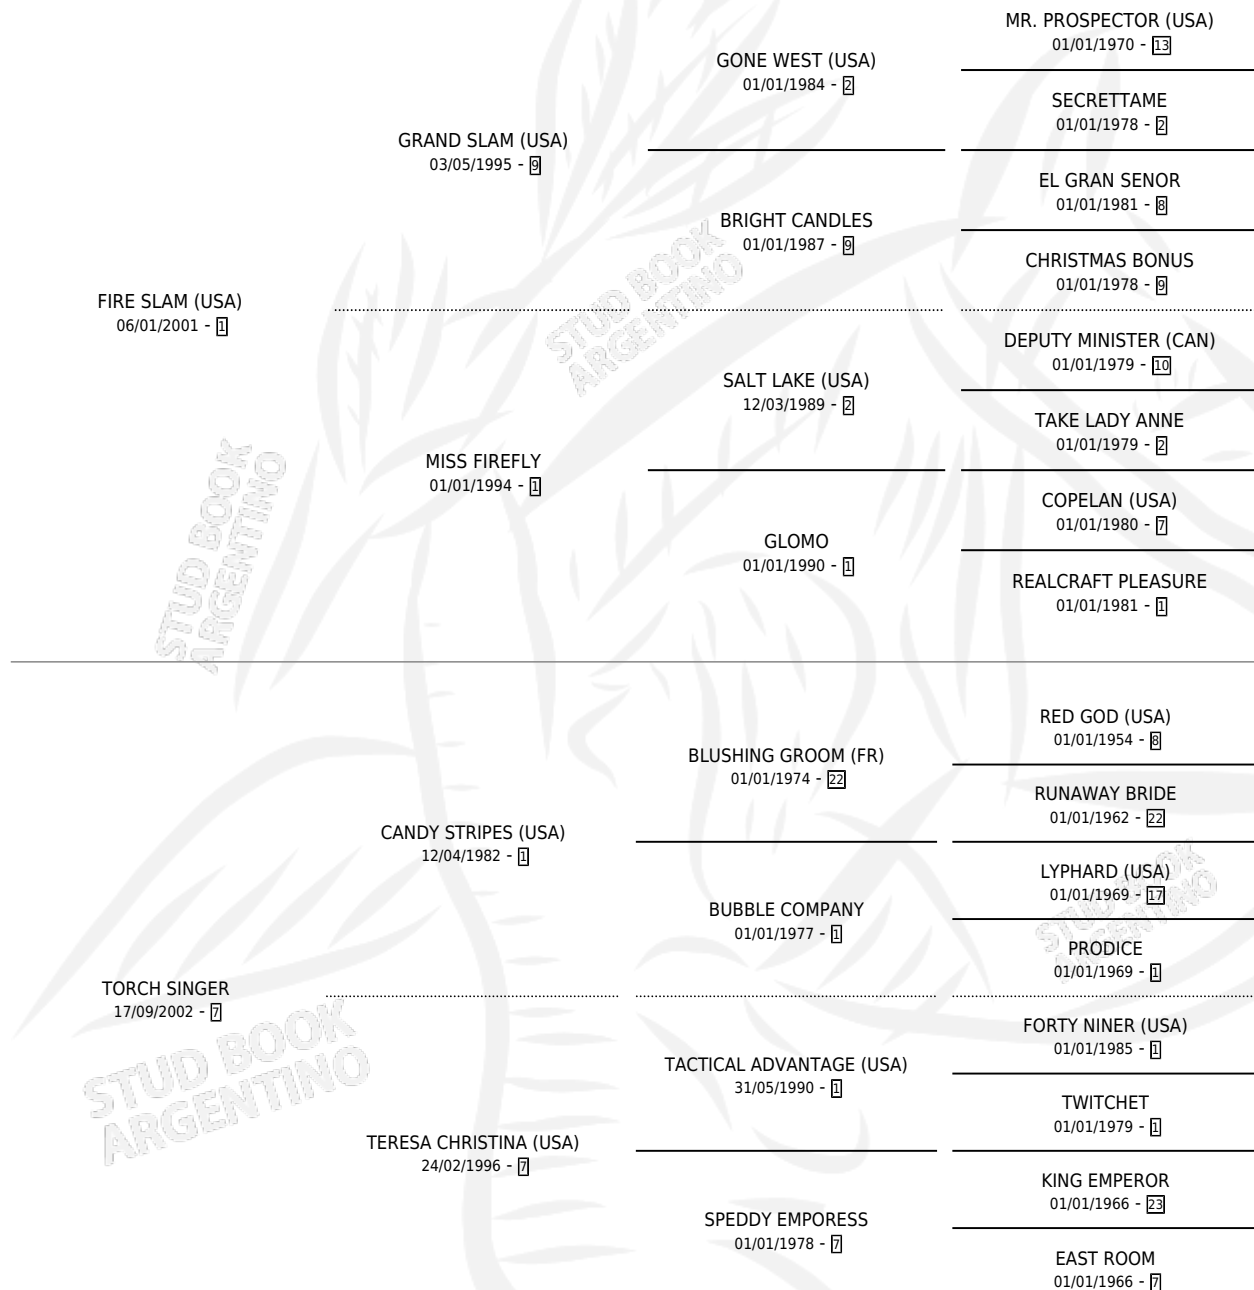 MR. PROSPECTOR (USA)
01/01/1970 - 13
GONE WEST (USA)
01/01/1984 - 2
SECRETTAME
01/01/1978 - 2
GRAND SLAM (USA)
03/05/1995 - 9
EL GRAN SENOR
01/01/1981 - 8
BRIGHT CANDLES
01/01/1987 - 9
CHRISTMAS BONUS
01/01/1978 - 9
FIRE SLAM (USA)
06/01/2001 - 1
STUD BOOK
ARGENTINO
DEPUTY MINISTER (CAN)
01/01/1979 - 10
SALT LAKE (USA)
12/03/1989 - 2
TAKE LADY ANNE
01/01/1979 - 2
MISS FIREFLY
01/01/1994 - 1
COPELAN (USA)
01/01/1980 - 7
GLOMO
01/01/1990 - 1
REALCRAFT PLEASURE
01/01/1981 - 1
STUD BOOK
ARGENTINO
RED GOD (USA)
01/01/1954 - 8
BLUSHING GROOM (FR)
01/01/1974 - 22
RUNAWAY BRIDE
01/01/1962 - 22
CANDY STRIPES (USA)
12/04/1982 - 1
LYPHARD (USA)
01/01/1969 - 17
BUBBLE COMPANY
01/01/1977 - 1
STUD BOOK
ARGENTINO
PRODICE
01/01/1969 - 1
TORCH SINGER
17/09/2002 - 7
FORTY NINER (USA)
01/01/1985 - 1
TACTICAL ADVANTAGE (USA)
31/05/1990 - 1
STUD BOOK
ARGENTINO
TWITCHET
01/01/1979 - 1
TERESA CHRISTINA (USA)
24/02/1996 - 7
KING EMPEROR
01/01/1966 - 23
SPEDDY EMPORESS
01/01/1978 - 7
EAST ROOM
01/01/1966 - 7